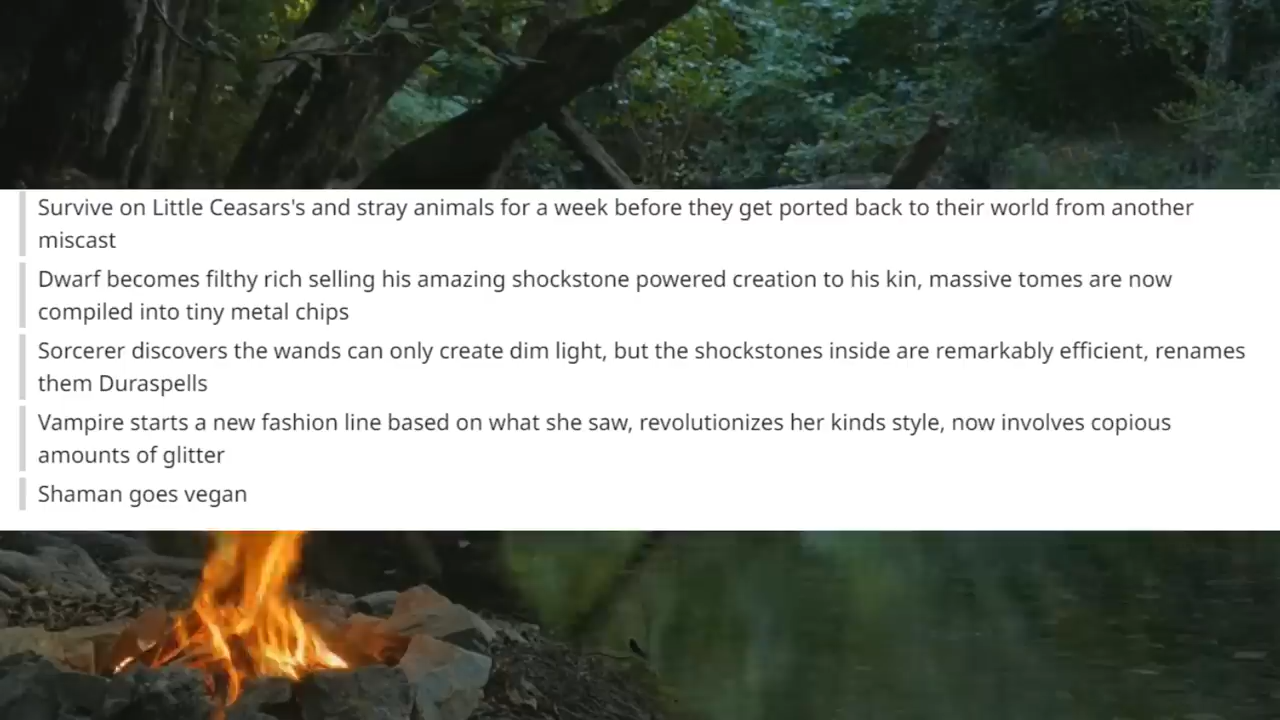 Survive on Little Ceasars's and stray animals for a week before they get ported back to their world from another
miscast
Dwarf becomes filthy rich selling his amazing shockstone powered creation to his kin, massive tomes are now
compiled into tiny metal chips
Sorcerer discovers the wands can only create dim light, but the shockstones inside are remarkably efficient, renames
them Duraspells
Vampire starts a new fashion line based on what she saw, revolutionizes her kinds style, now involves copious
amounts of glitter
Shaman goes vegan